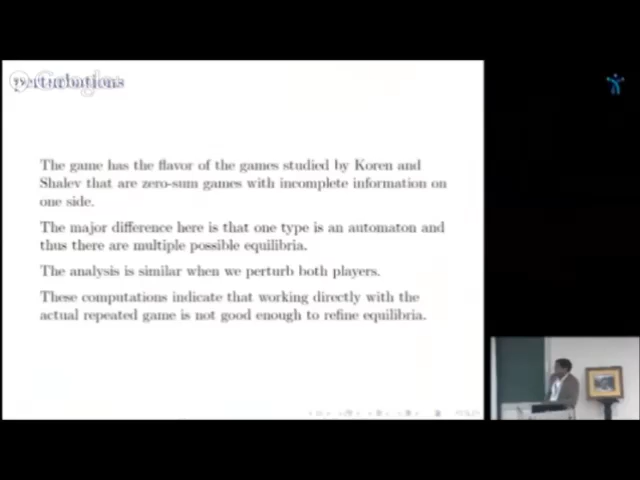 perturbations
The game has the flavor of the games studied by Koren and
Shalev that are zero-sum games with incomplete information on
one side.
The major difference here is that one type is an automaton and
thus there are multiple possible equilibria.
The analysis is similar when we perturb both players.
These computations indicate that working directly with the
actual repeated game is not good enough to refine equilibria.